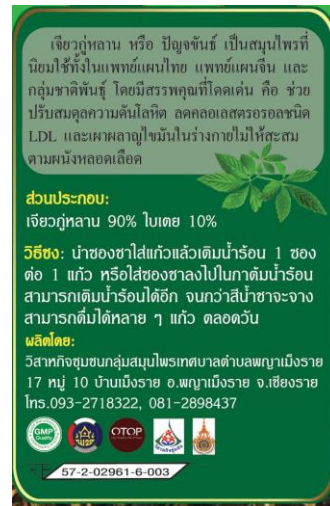 เจียวกู่หลาน หรือ ปัญจขันธ์ เป็นสมุนไพรที่
นิยมใช้ทั้งในแพทย์แผนไทย แพทย์แผนจีน และ
กลุ่มชาติพันธุ์ โดยมีสรรพคุณที่โดดเด่น คือ ช่วย
ปรับสมดุลความดันโลหิต ลดคลอเลสเตรอรอลชนิด
LDL และเผาผลาญไขมันในร่างกายไม่ให้สะสม
ตามผนังหลอดเลือด
ส่วนประกอบ:
เจียวกู่หลาน 90% ใบเตย 10%
วิธีชง: นำซองชาใส่แก้วแล้วเติมน้ำร้อน 1 ซอง
ต่อ 1 แก้ว หรือใส่ซองชาลงไปในกาต้มน้ำร้อน
สามารถเติมน้ำร้อนได้อีก จนกว่าสีน้ำชาจะจาง
สามารถดื่มได้หลาย ๆ แก้ว ตลอดวัน
ผลิตโดย:
วิสาหกิจชุมชนกลุ่มสมุนไพรเทศบาลตำบลพญาเม็งราย
17 หมู่ 10 บ้านเม็งราย อ.พญาเม็งราย จ.เชียงราย
โทร.093-2718322, 081-2898437
GMP
Quality
OTOP
57-2-02961-6-003